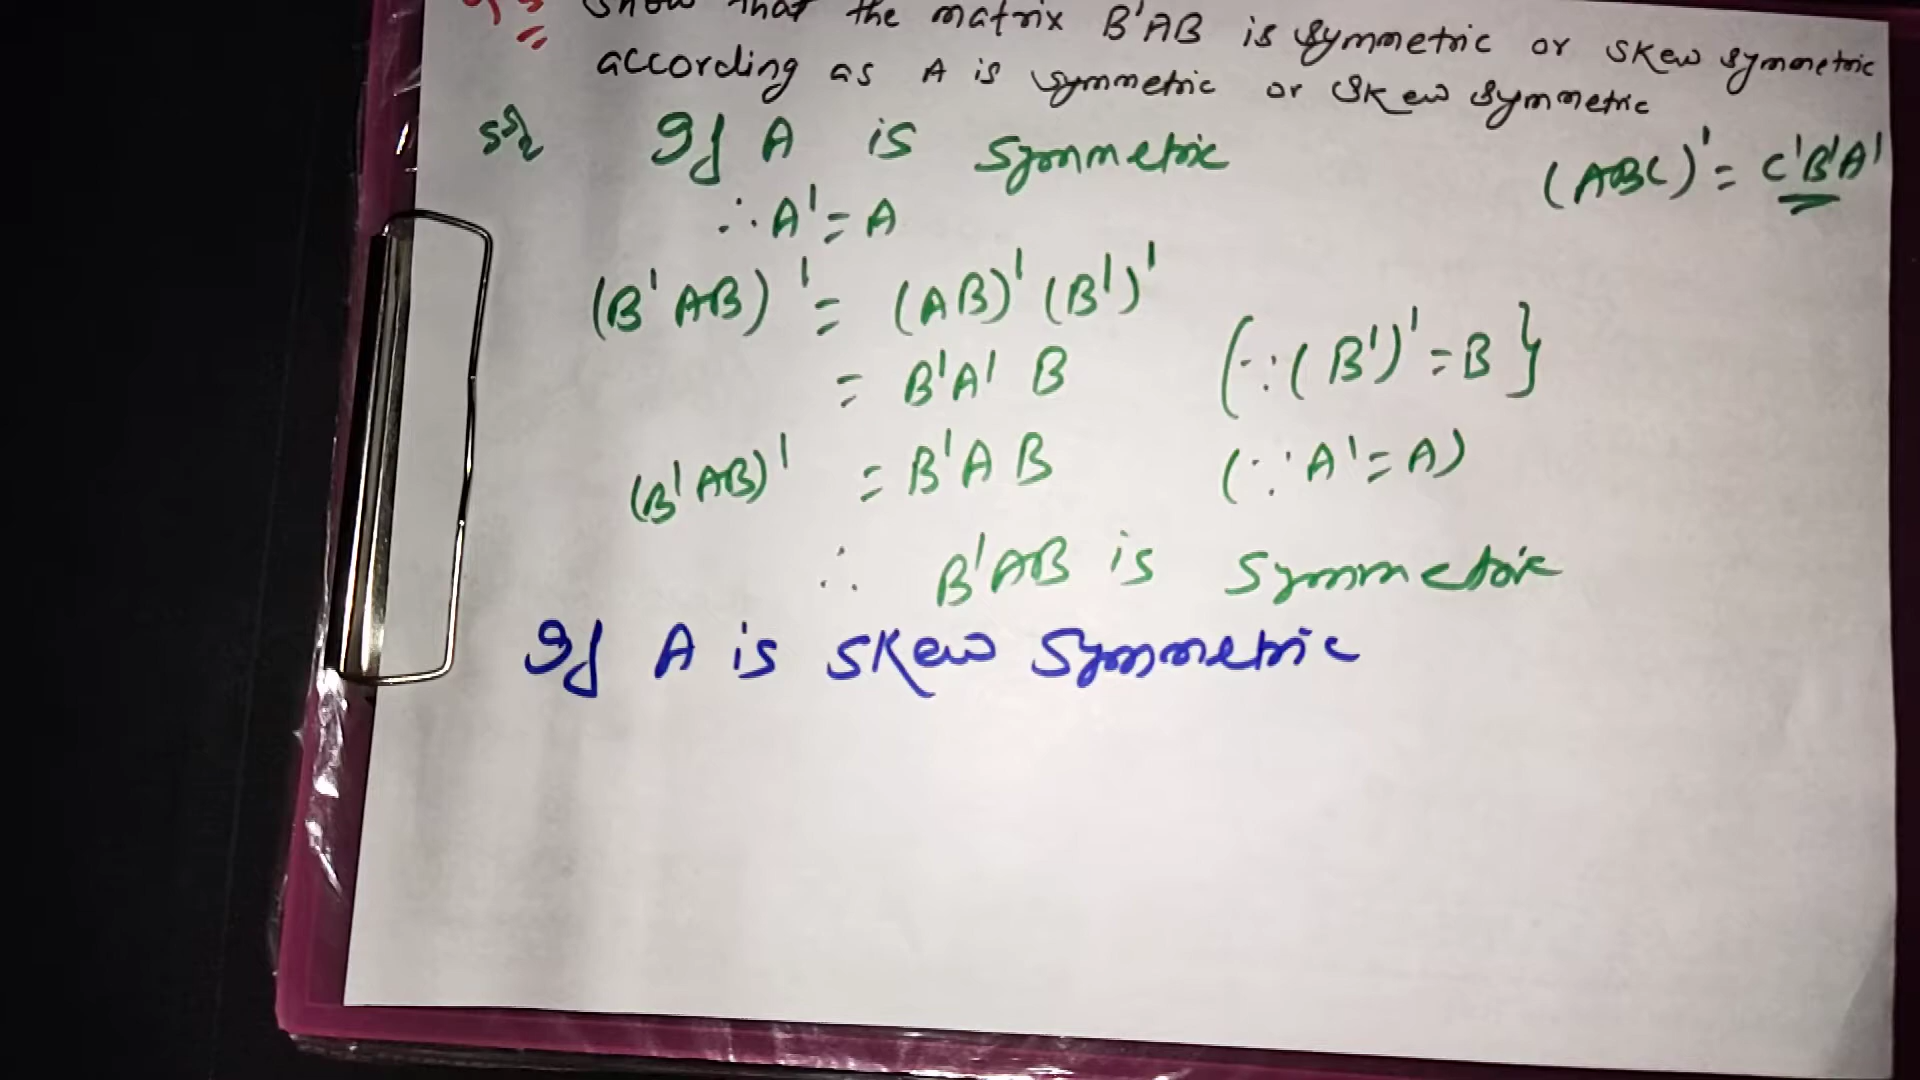 Show that the matrix B'AB is symmetric or skew symmetric
according as A is symmetric or skew symmetric
If A is symmetric
(ABC)' = C'B'A'
∴ A' = A
(B'AB)' = (AB)' (B')'
= B'A' B {∵ (B')' = B}
(B'AB)' = B'AB (∵ A' = A)
∴ B'AB is symmetric
If A is skew symmetric